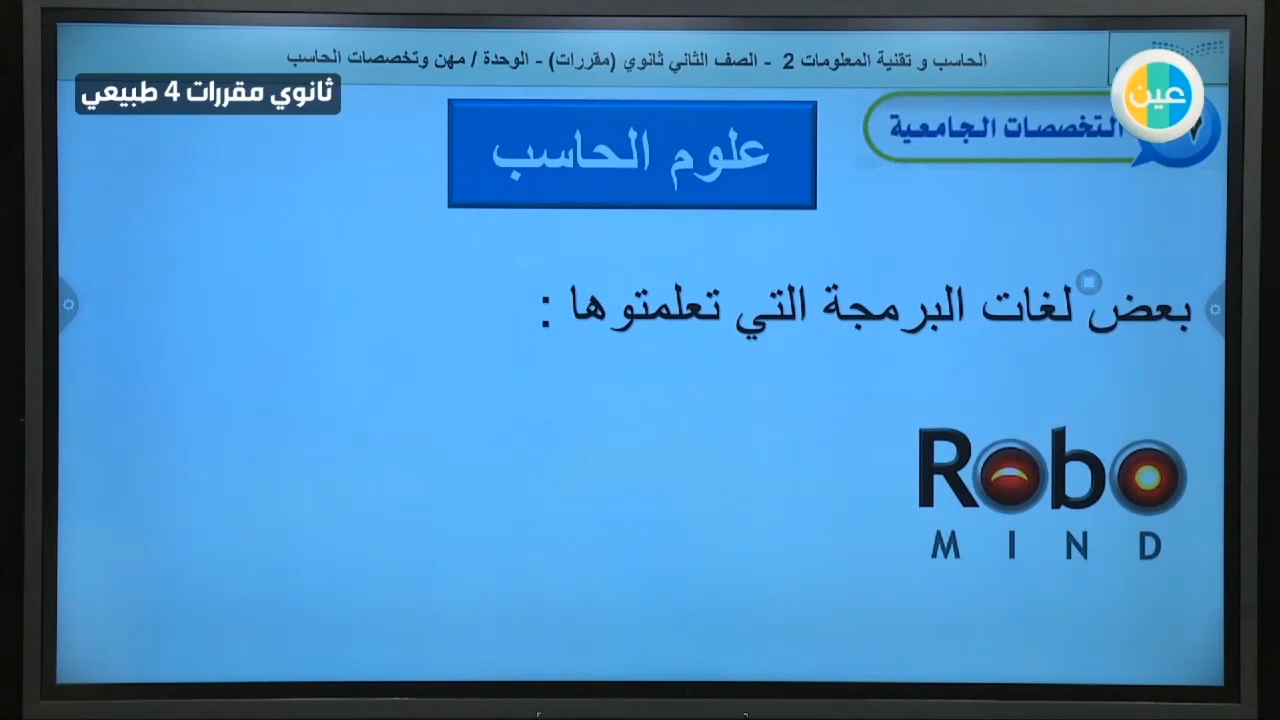 الحاسب و تقنية المعلومات 2 - الصف الثاني ثانوي (مقررات) - الوحدة / مهن وتخصصات الحاسب
ثانوي مقررات 4 طبيعي
عين
التخصصات الجامعية
علوم الحاسب
بعض لغات البرمجة التي تعلمتوها :
Robo
MIND